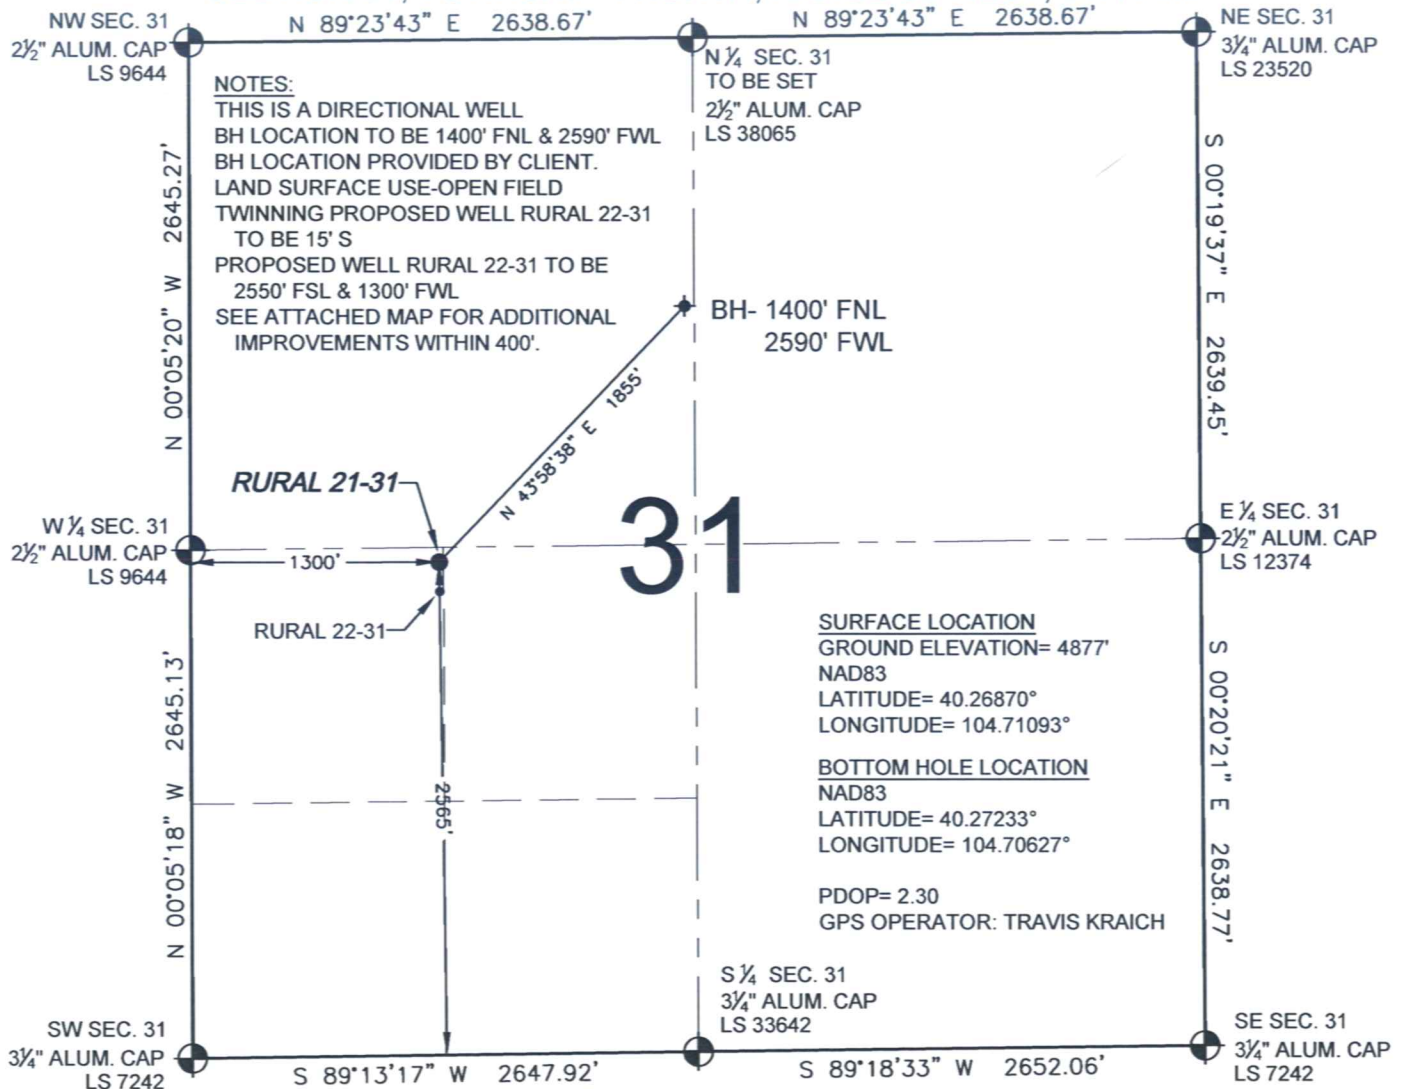 N 89°23'43" E 2638.67'
N 89°23'43" E 2638.67'
NW SEC. 31
2½" ALUM. CAP
LS 9644
N ¼ SEC. 31
TO BE SET
2½" ALUM. CAP
LS 38065
NE SEC. 31
3¼" ALUM. CAP
LS 23520
NOTES:
THIS IS A DIRECTIONAL WELL
BH LOCATION TO BE 1400' FNL & 2590' FWL
BH LOCATION PROVIDED BY CLIENT.
LAND SURFACE USE-OPEN FIELD
TWINNING PROPOSED WELL RURAL 22-31
TO BE 15' S
PROPOSED WELL RURAL 22-31 TO BE
2550' FSL & 1300' FWL
SEE ATTACHED MAP FOR ADDITIONAL
IMPROVEMENTS WITHIN 400'.
N 00°05'20" W 2645.27'
S 00°19'37" E 2639.45'
BH- 1400' FNL
2590' FWL
N 43°58'38" E 1855'
RURAL 21-31
31
W ¼ SEC. 31
2½" ALUM. CAP
LS 9644
1300'
E ¼ SEC. 31
2½" ALUM. CAP
LS 12374
RURAL 22-31
SURFACE LOCATION
GROUND ELEVATION= 4877'
NAD83
LATITUDE= 40.26870°
LONGITUDE= 104.71093°
BOTTOM HOLE LOCATION
NAD83
LATITUDE= 40.27233°
LONGITUDE= 104.70627°
PDOP= 2.30
GPS OPERATOR: TRAVIS KRAICH
N 00°05'18" W 2645.13'
2565'
S 00°20'21" E 2638.77'
S ¼ SEC. 31
3¼" ALUM. CAP
LS 33642
SW SEC. 31
3¼" ALUM. CAP
LS 7242
SE SEC. 31
3¼" ALUM. CAP
LS 7242
S 89°13'17" W 2647.92'
S 89°18'33" W 2652.06'